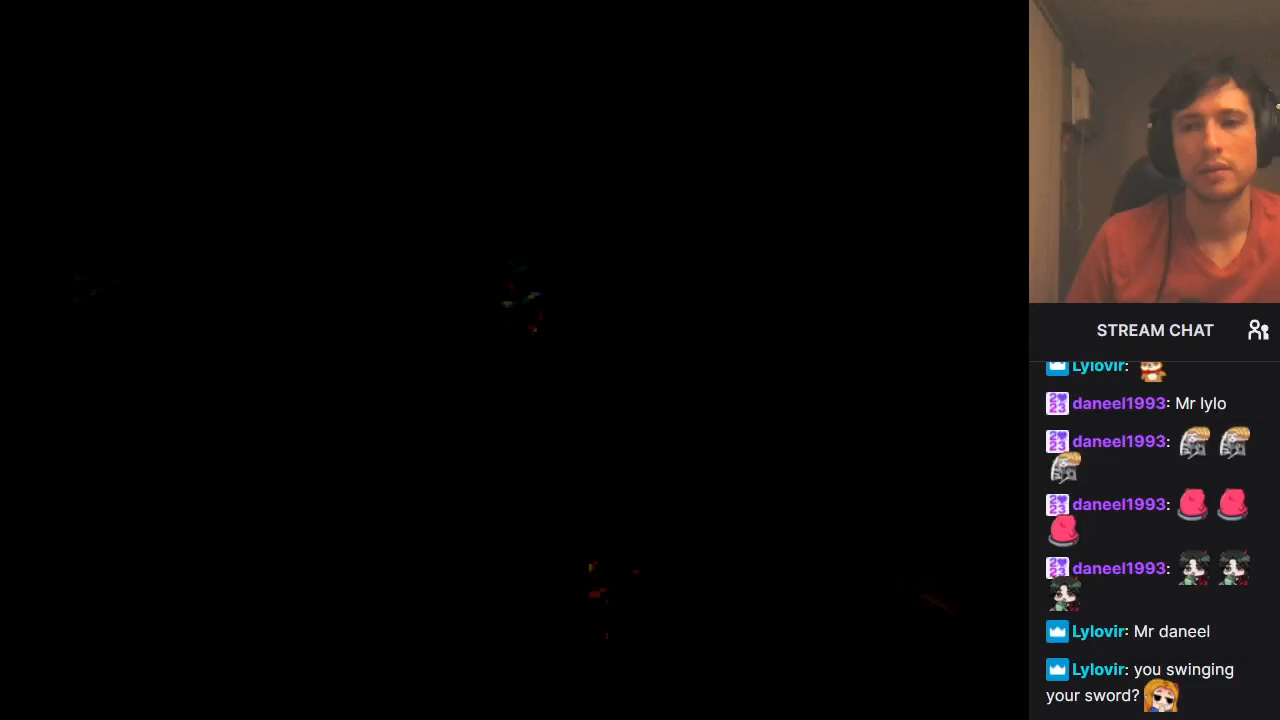 STREAM CHAT
Lylovir:
daneel1993: Mr lylo
daneel1993:
daneel1993:
daneel1993:
Lylovir: Mr daneel
Lylovir: you swinging
your sword?